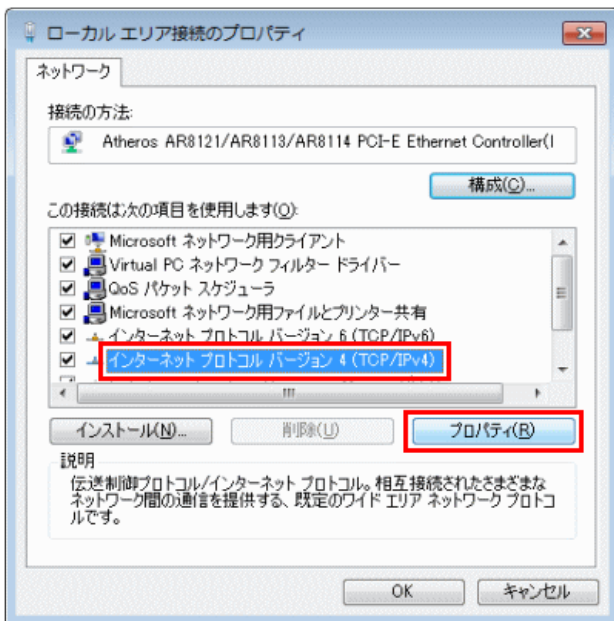 ローカル エリア接続のプロパティ
ネットワーク
接続の方法:
Atheros AR8121/AR8113/AR8114 PCI-E Ethernet Controller(I
構成(C)...
この接続は次の項目を使用します(O):
Microsoft ネットワーク用クライアント
Virtual PC ネットワーク フィルター ドライバー
QoS パケット スケジューラ
Microsoft ネットワーク用ファイルとプリンター共有
インターネット プロトコル バージョン 6 (TCP/IPv6)
インターネット プロトコル バージョン 4 (TCP/IPv4)
インストール(N)...
削除(U)
プロパティ(R)
説明
伝送制御プロトコル/インターネット プロトコル。相互接続されたさまざまな
ネットワーク間の通信を提供する、既定のワイド エリア ネットワーク プロトコ
ルです。
OK
キャンセル